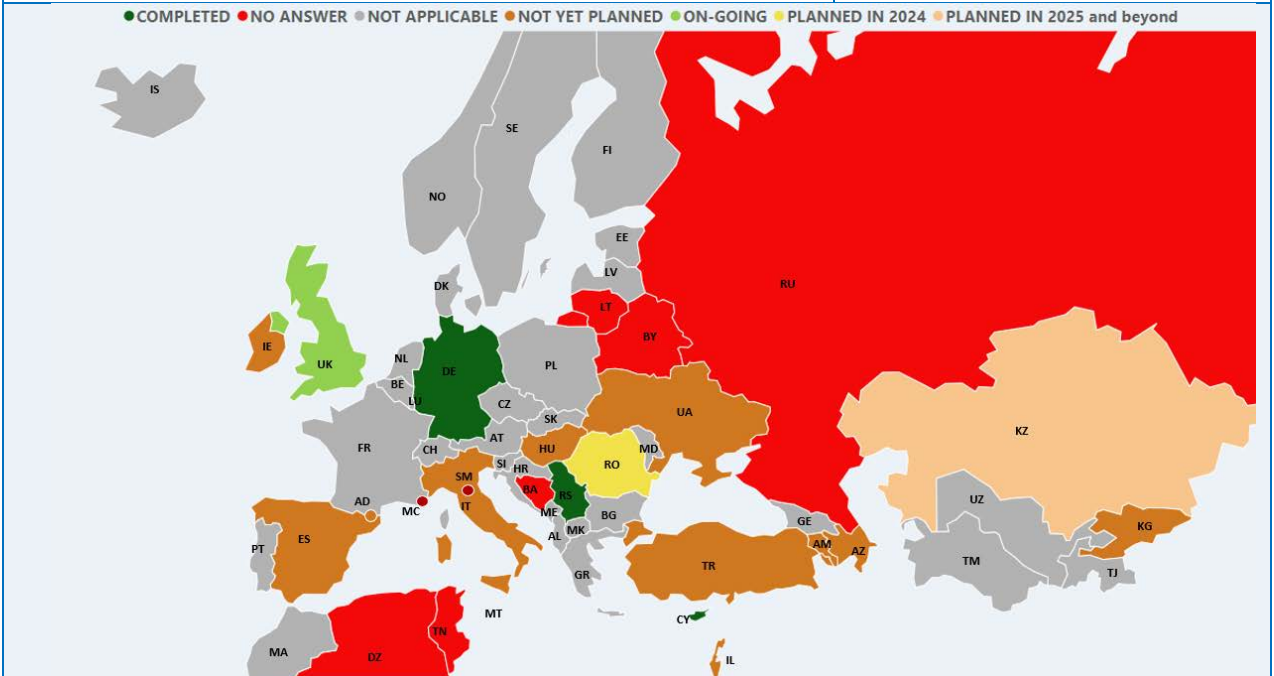 COMPLETED NO ANSWER NOT APPLICABLE NOT YET PLANNED ON-GOING PLANNED IN 2024 PLANNED IN 2025 and beyond
IS
SE
FI
NO
EE
LV
DK
RU
LT
BY
IE
UK
NL
PL
DE
BE
LU
CZ
UA
SK
KZ
FR
CH
AT
HU
MD
SI
HR
RO
SM
BA
RS
AD
MC
IT
ME
BG
UZ
MK
GE
KG
ES
AL
AM
PT
AZ
TR
TM
GR
TJ
MT
CY
TN
MA
DZ
IL